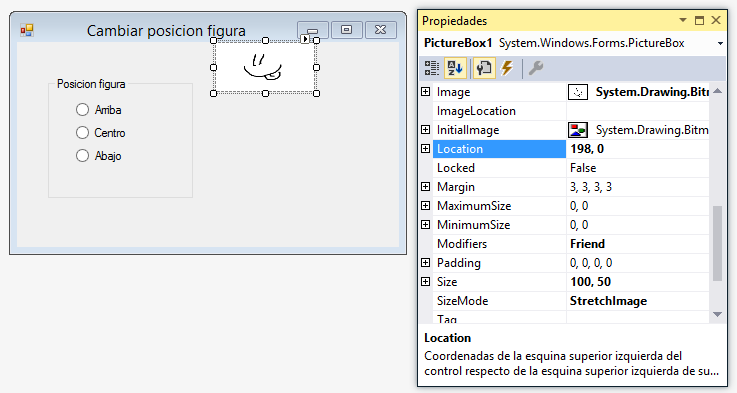 Cambiar posicion figura
Posicion figura
Arriba
Centro
Abajo
Propiedades
PictureBox1 System.Windows.Forms.PictureBox
Image System.Drawing.Bitm
ImageLocation
InitialImage System.Drawing.Bitm
Location 198, 0
Locked False
Margin 3, 3, 3, 3
MaximumSize 0, 0
MinimumSize 0, 0
Modifiers Friend
Padding 0, 0, 0, 0
Size 100, 50
SizeMode StretchImage
Tag
Location
Coordenadas de la esquina superior izquierda del
control respecto de la esquina superior izquierda de su...